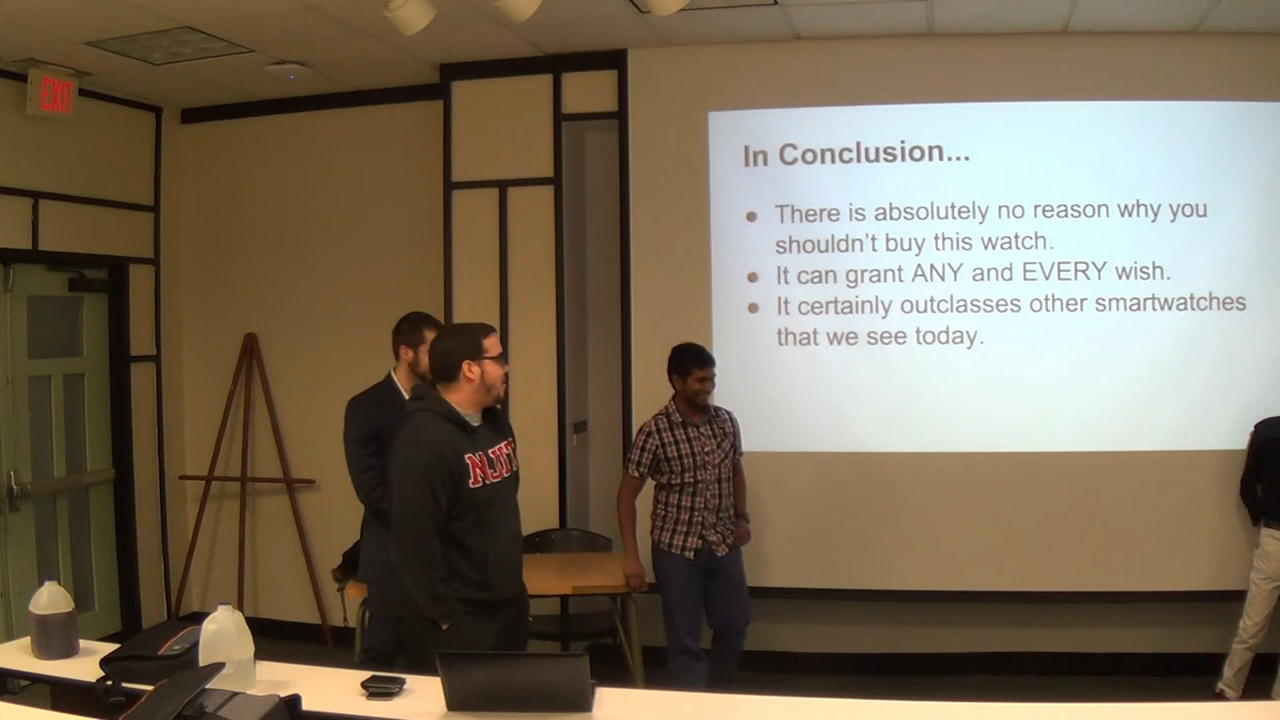 EXIT
In Conclusion...
● There is absolutely no reason why you
shouldn't buy this watch.
● It can grant ANY and EVERY wish.
● It certainly outclasses other smartwatches
that we see today.
NJIT